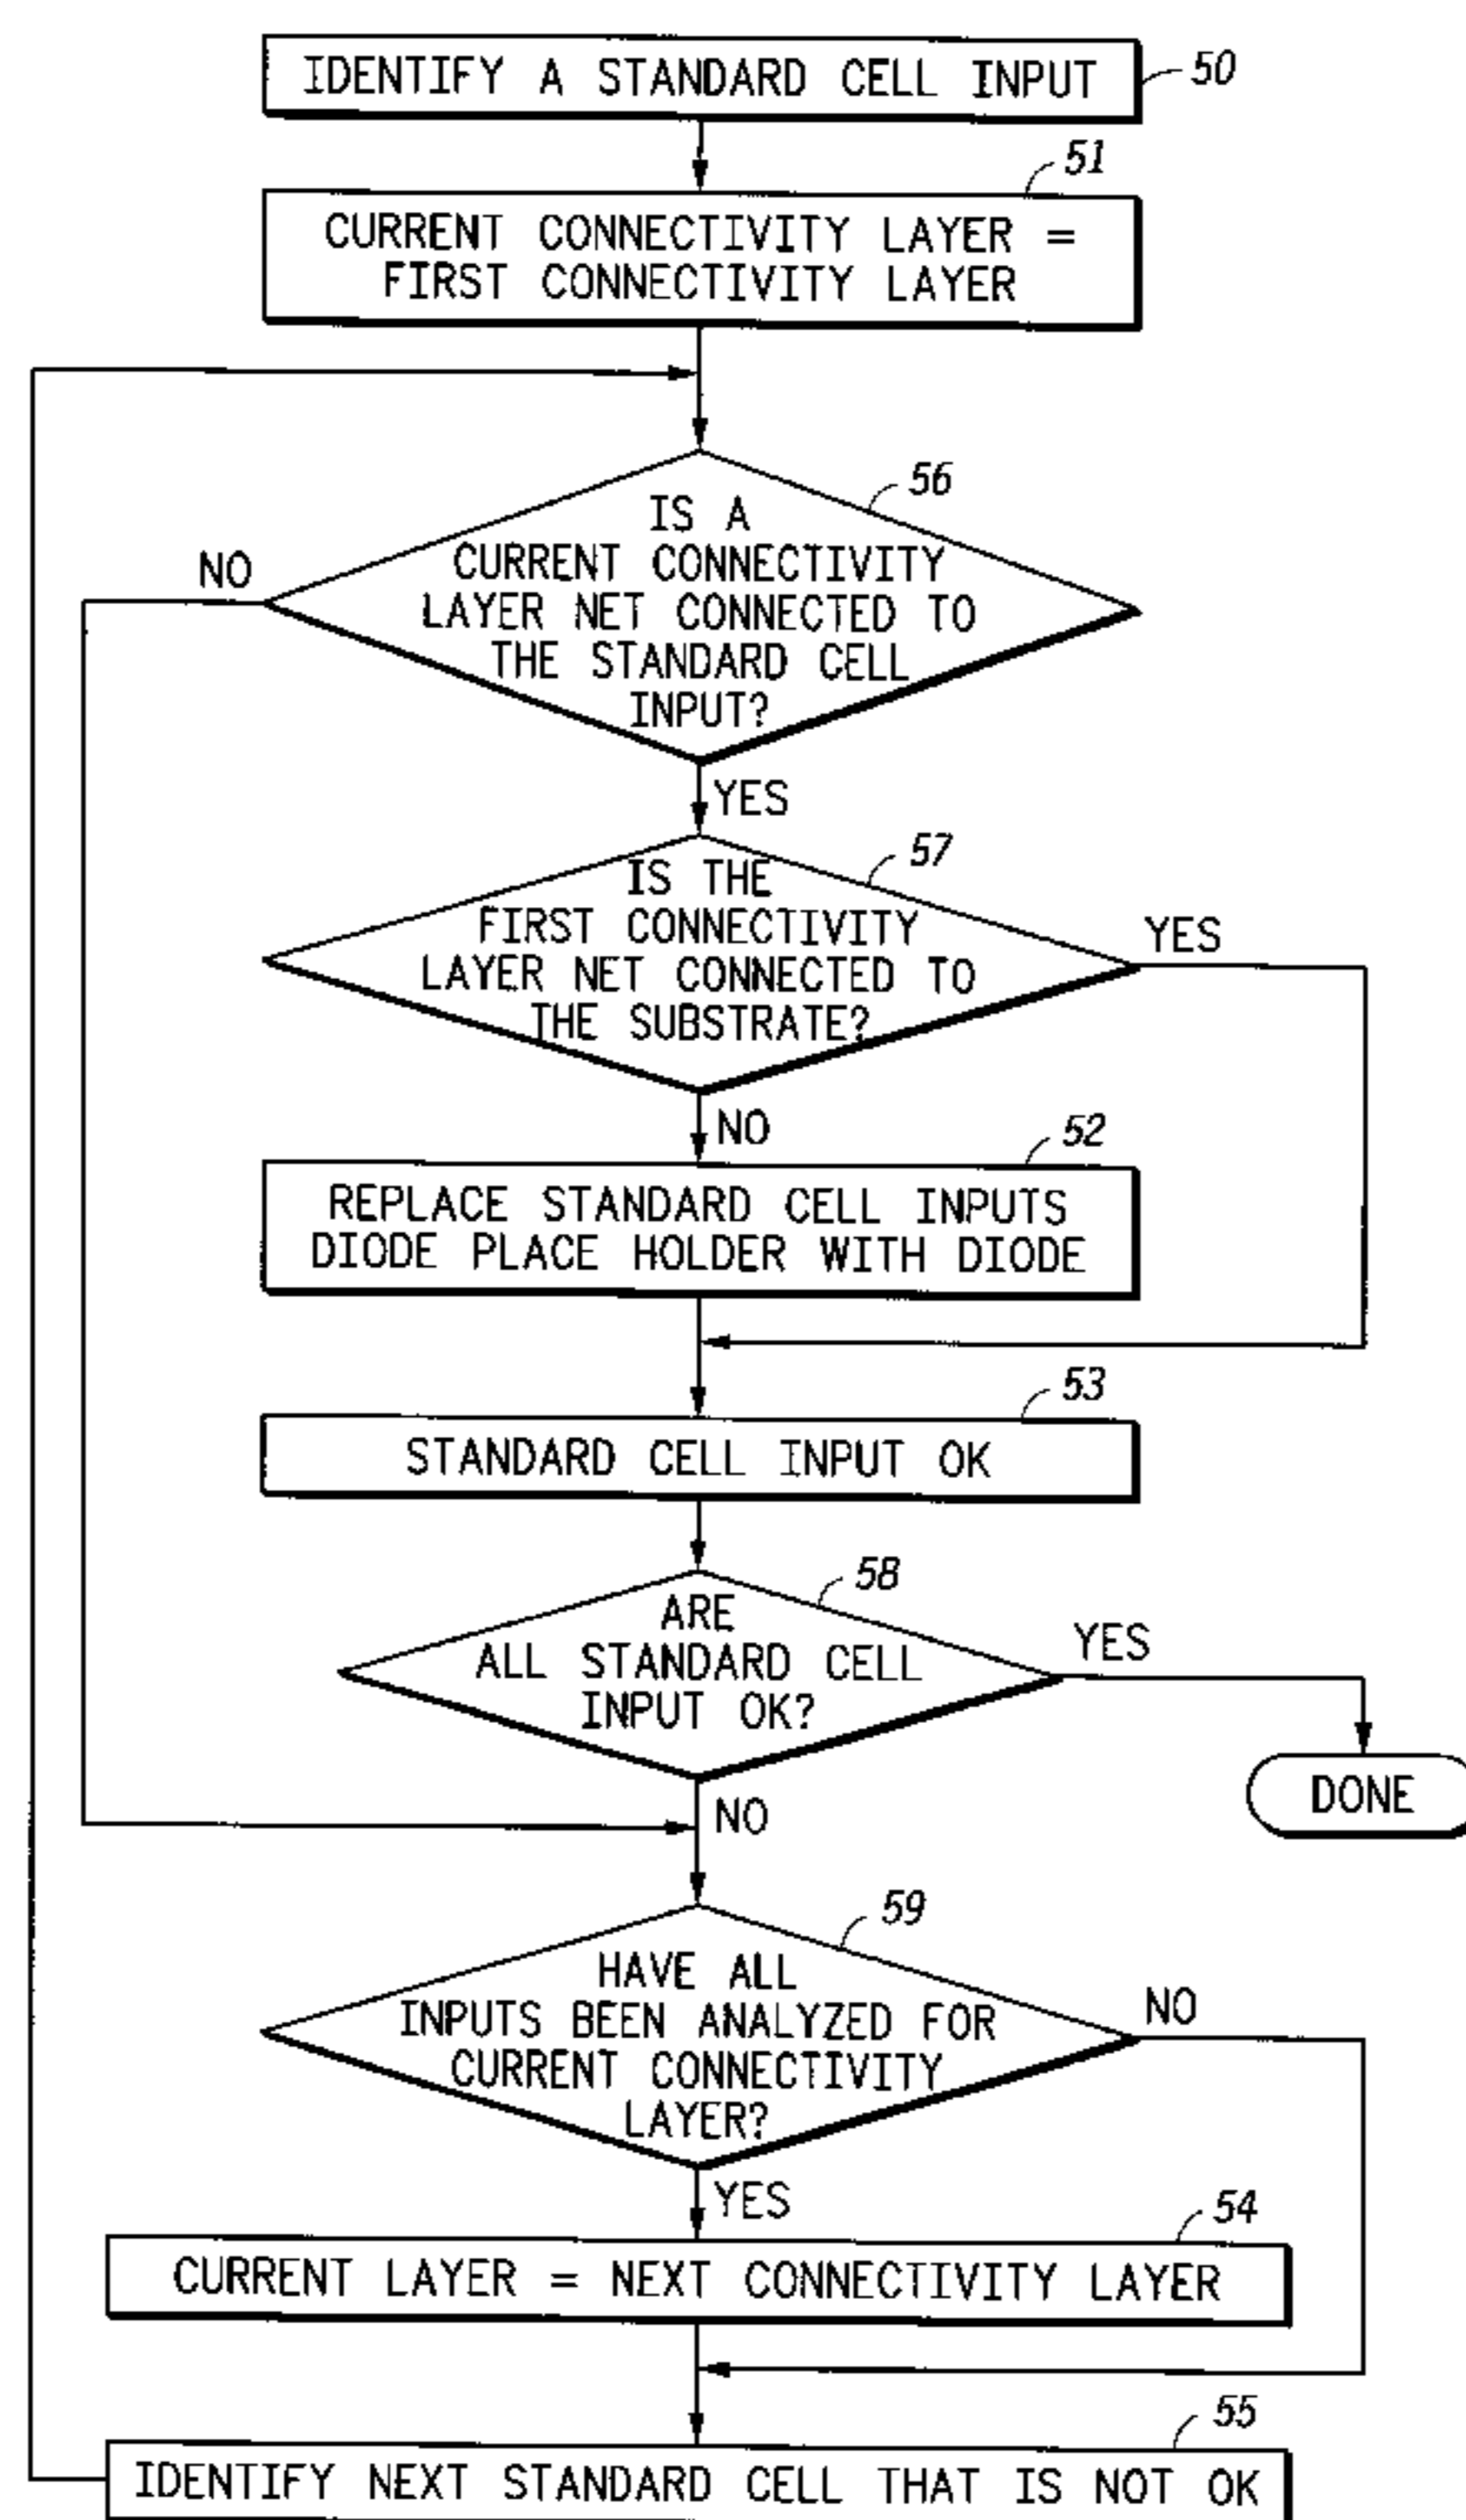 IDENTIFY A STANDARD CELL INPUT
50
51
CURRENT CONNECTIVITY LAYER =
FIRST CONNECTIVITY LAYER
56
IS A
CURRENT CONNECTIVITY
LAYER NET CONNECTED TO
THE STANDARD CELL
INPUT?
NO
YES
57
IS THE
FIRST CONNECTIVITY
LAYER NET CONNECTED TO
THE SUBSTRATE?
YES
NO
52
REPLACE STANDARD CELL INPUTS
DIODE PLACE HOLDER WITH DIODE
53
STANDARD CELL INPUT OK
58
ARE
ALL STANDARD CELL
INPUT OK?
YES
DONE
NO
59
HAVE ALL
INPUTS BEEN ANALYZED FOR
CURRENT CONNECTIVITY
LAYER?
NO
YES
54
CURRENT LAYER = NEXT CONNECTIVITY LAYER
55
IDENTIFY NEXT STANDARD CELL THAT IS NOT OK